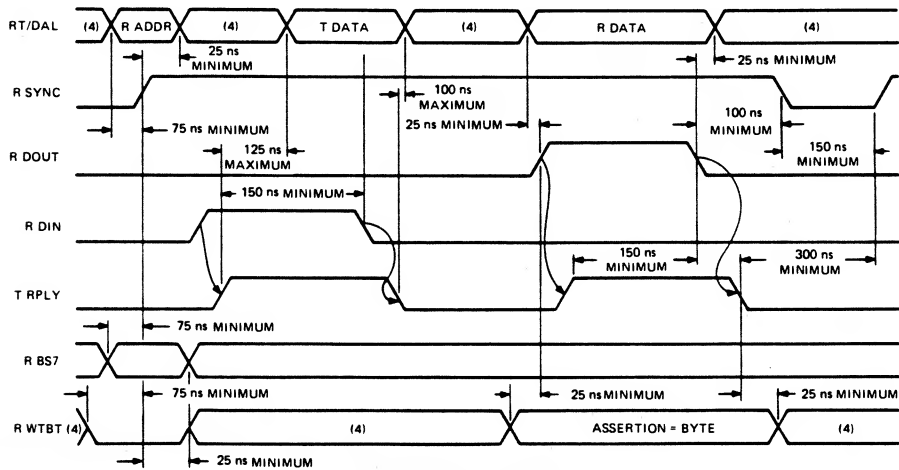 RT/DAL (4) R ADDR (4) T DATA (4) R DATA (4)
25 ns
MINIMUM
25 ns MINIMUM
R SYNC
100 ns
MAXIMUM
100 ns
MINIMUM
75 ns MINIMUM
25 ns MINIMUM
125 ns
MAXIMUM
150 ns
MINIMUM
R DOUT
150 ns MINIMUM
R DIN
150 ns
MINIMUM
300 ns
MINIMUM
T RPLY
75 ns MINIMUM
R BS7
75 ns MINIMUM
25 ns MINIMUM
25 ns MINIMUM
R WTBT (4) (4) ASSERTION = BYTE (4)
25 ns MINIMUM